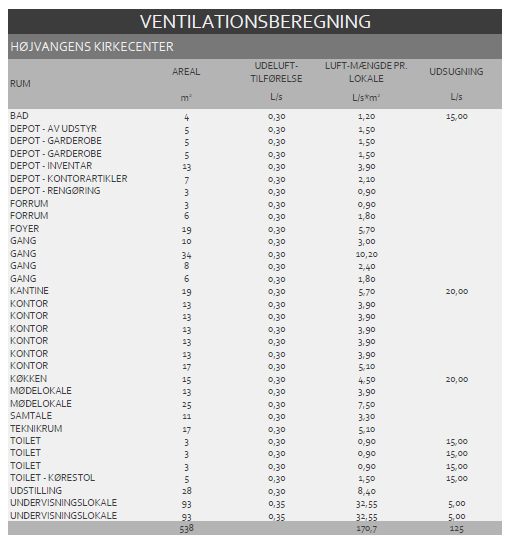 VENTILATIONSBEREGNING
HØJVANGENS KIRKECENTER
RUM AREAL UDELUFT-TILFØRELSE LUFT-MÆNGDE PR. LOKALE UDSUGNING
m² L/s L/s*m² L/s
BAD 4 0,30 1,20 15,00
DEPOT - AV UDSTYR 5 0,30 1,50
DEPOT - GARDEROBE 5 0,30 1,50
DEPOT - GARDEROBE 5 0,30 1,50
DEPOT - INVENTAR 13 0,30 3,90
DEPOT - KONTORARTIKLER 7 0,30 2,10
DEPOT - RENGØRING 3 0,30 0,90
FORRUM 3 0,30 0,90
FORRUM 6 0,30 1,80
FOYER 19 0,30 5,70
GANG 10 0,30 3,00
GANG 34 0,30 10,20
GANG 8 0,30 2,40
GANG 6 0,30 1,80
KANTINE 19 0,30 5,70 20,00
KONTOR 13 0,30 3,90
KONTOR 13 0,30 3,90
KONTOR 13 0,30 3,90
KONTOR 13 0,30 3,90
KONTOR 13 0,30 3,90
KONTOR 17 0,30 5,10
KØKKEN 15 0,30 4,50 20,00
MØDELOKALE 13 0,30 3,90
MØDELOKALE 25 0,30 7,50
SAMTALE 11 0,30 3,30
TEKNIKRUM 17 0,30 5,10
TOILET 3 0,30 0,90 15,00
TOILET 3 0,30 0,90 15,00
TOILET 3 0,30 0,90 15,00
TOILET - KØRESTOL 5 0,30 1,50 15,00
UDSTILLING 28 0,30 8,40
UNDERVISNINGSLOKALE 93 0,35 32,55 5,00
UNDERVISNINGSLOKALE 93 0,35 32,55 5,00
538 170,7 125